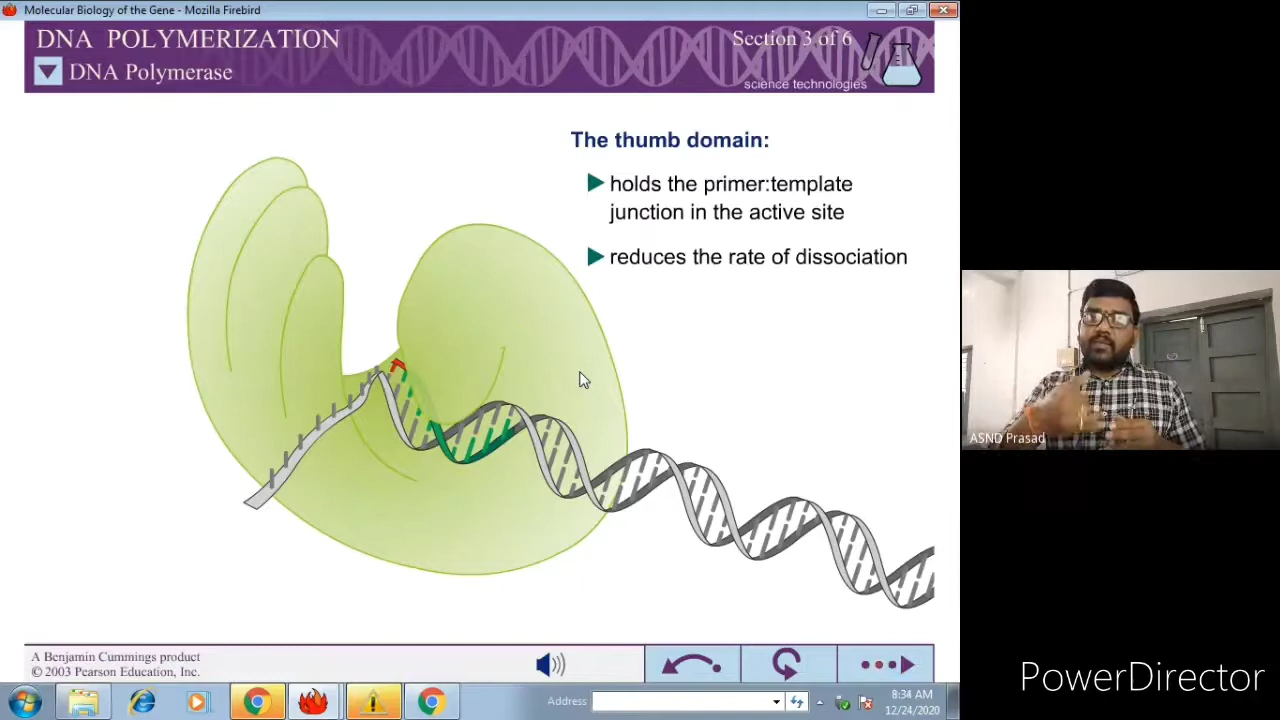 Molecular Biology of the Gene - Mozilla Firebird
DNA POLYMERIZATION
Section 3 of 6
DNA Polymerase
science technologies
The thumb domain:
holds the primer:template
junction in the active site
reduces the rate of dissociation
ASND Prasad
A Benjamin Cummings product
© 2003 Pearson Education, Inc.
PowerDirector
Address
8:34 AM
12/24/2020